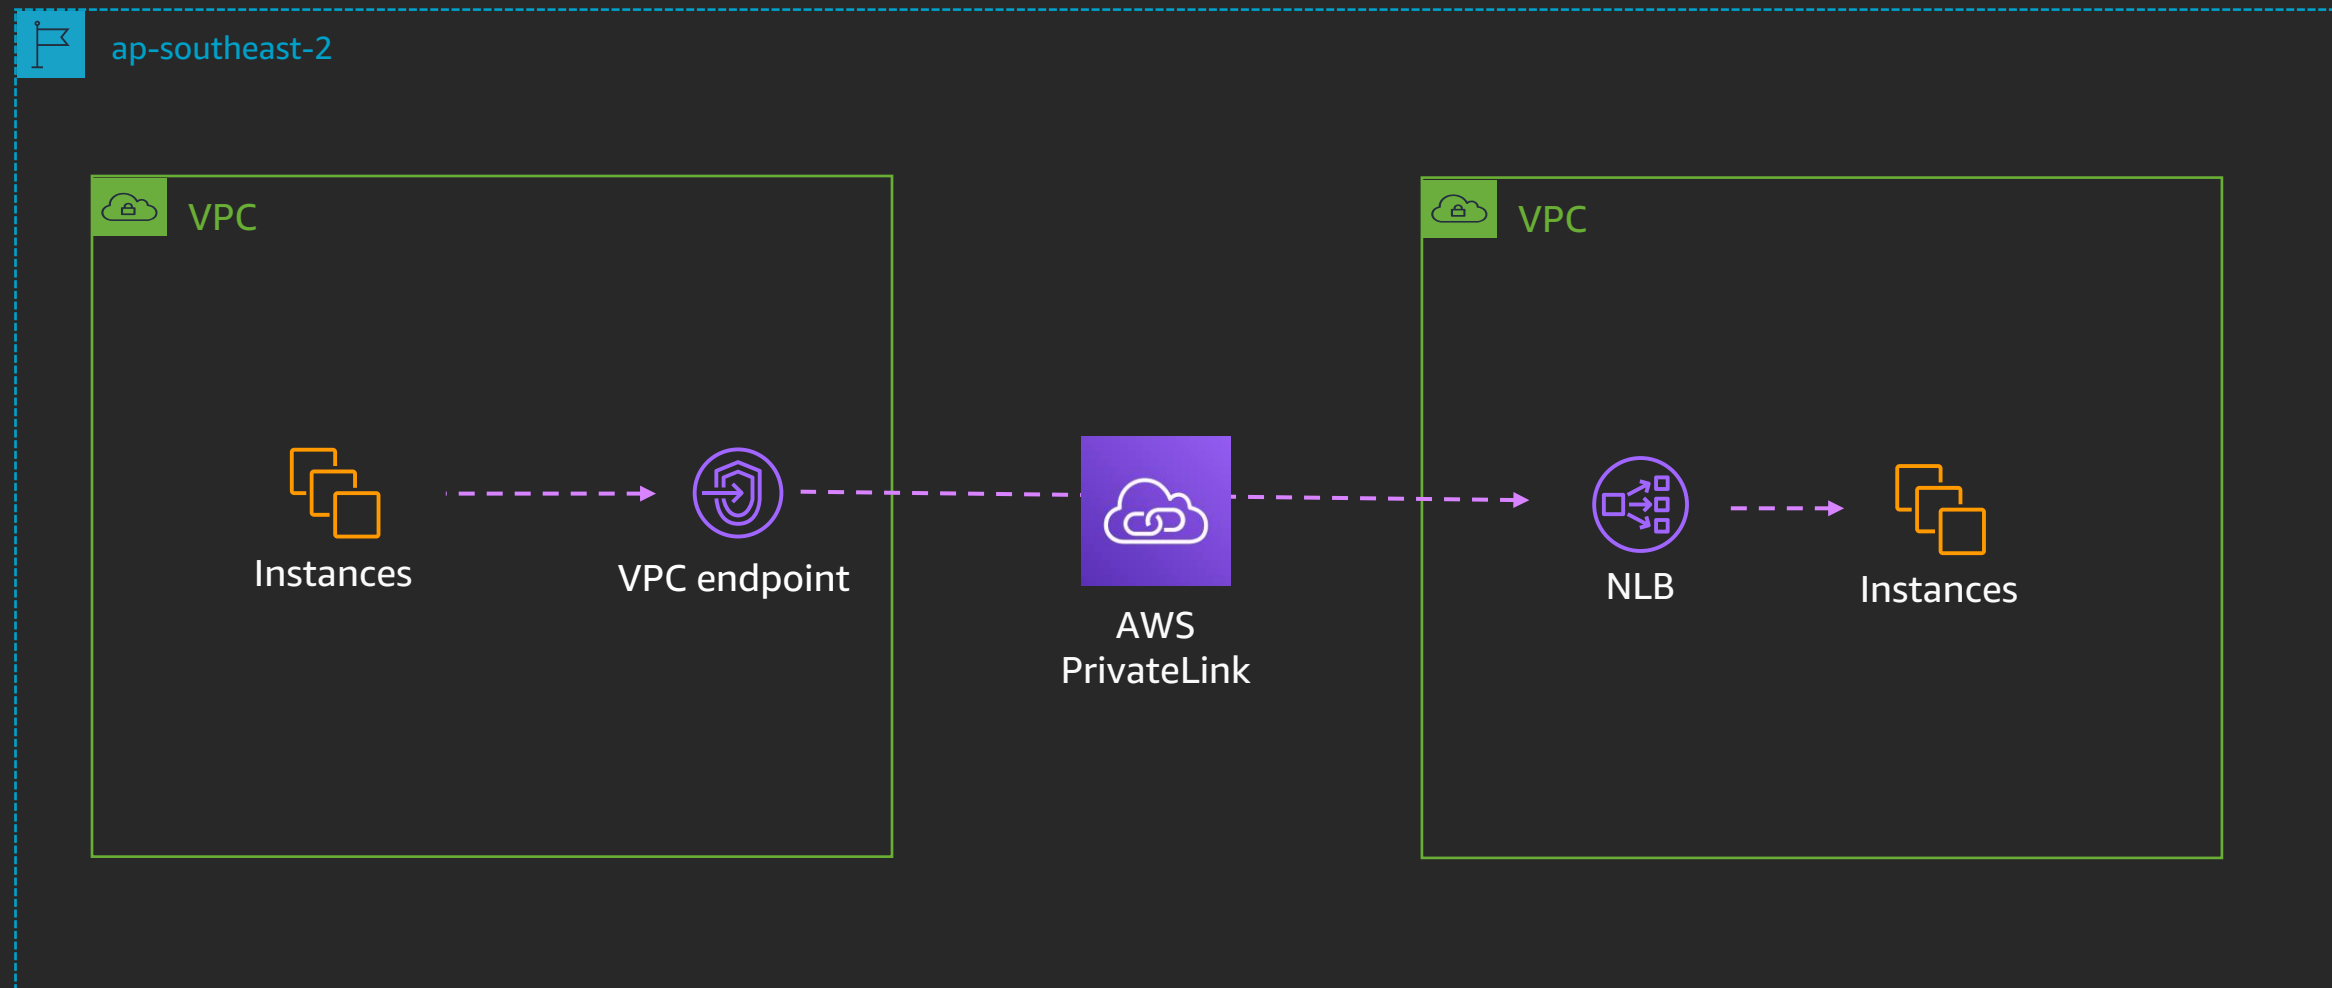 ap-southeast-2
VPC
VPC
Instances
VPC endpoint
AWS
PrivateLink
NLB
Instances